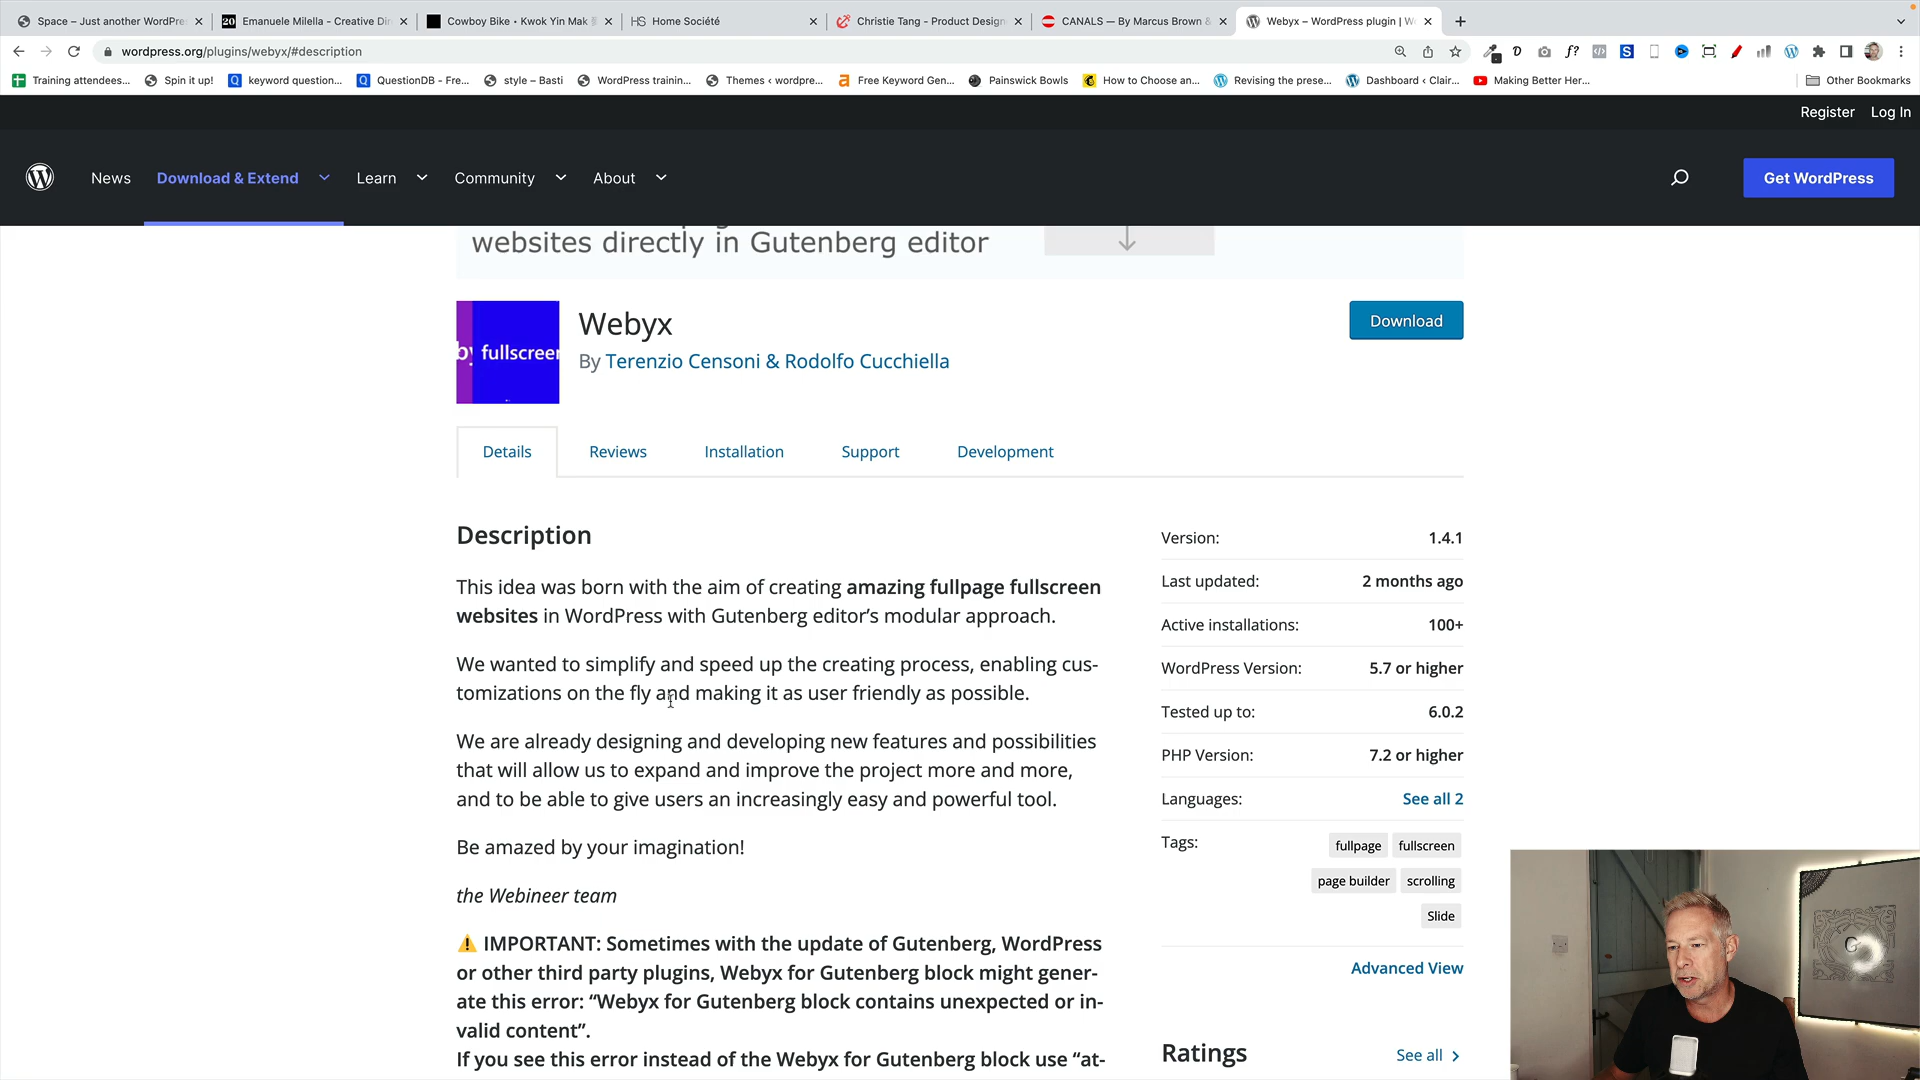 Space – Just another WordPre
20 Emanuele Milella - Creative Dir
Cowboy Bike • Kwok Yin Mak
HS Home Société
Christie Tang - Product Design
CANALS — By Marcus Brown &
Webyx – WordPress plugin | W
wordpress.org/plugins/webyx/#description
Training attendees...
Spin it up!
keyword question...
QuestionDB - Fre...
style – Basti
WordPress trainin...
Themes ‹ wordpre...
Free Keyword Gen...
Painswick Bowls
How to Choose an...
Revising the prese...
Dashboard ‹ Clair...
Making Better Her...
Other Bookmarks
Register Log In
News Download & Extend Learn Community About Get WordPress
websites directly in Gutenberg editor
fullscreen
Webyx
By Terenzio Censoni & Rodolfo Cucchiella
Download
Details Reviews Installation Support Development
Description
This idea was born with the aim of creating amazing fullpage fullscreen
websites in WordPress with Gutenberg editor’s modular approach.
We wanted to simplify and speed up the creating process, enabling cus-
tomizations on the fly and making it as user friendly as possible.
We are already designing and developing new features and possibilities
that will allow us to expand and improve the project more and more,
and to be able to give users an increasingly easy and powerful tool.
Be amazed by your imagination!
the Webineer team
⚠️ IMPORTANT: Sometimes with the update of Gutenberg, WordPress
or other third party plugins, Webyx for Gutenberg block might gener-
ate this error: “Webyx for Gutenberg block contains unexpected or in-
valid content”.
If you see this error instead of the Webyx for Gutenberg block use “at-
Version: 1.4.1
Last updated: 2 months ago
Active installations: 100+
WordPress Version: 5.7 or higher
Tested up to: 6.0.2
PHP Version: 7.2 or higher
Languages: See all 2
Tags: fullpage fullscreen
page builder scrolling
Slide
Advanced View
Ratings See all